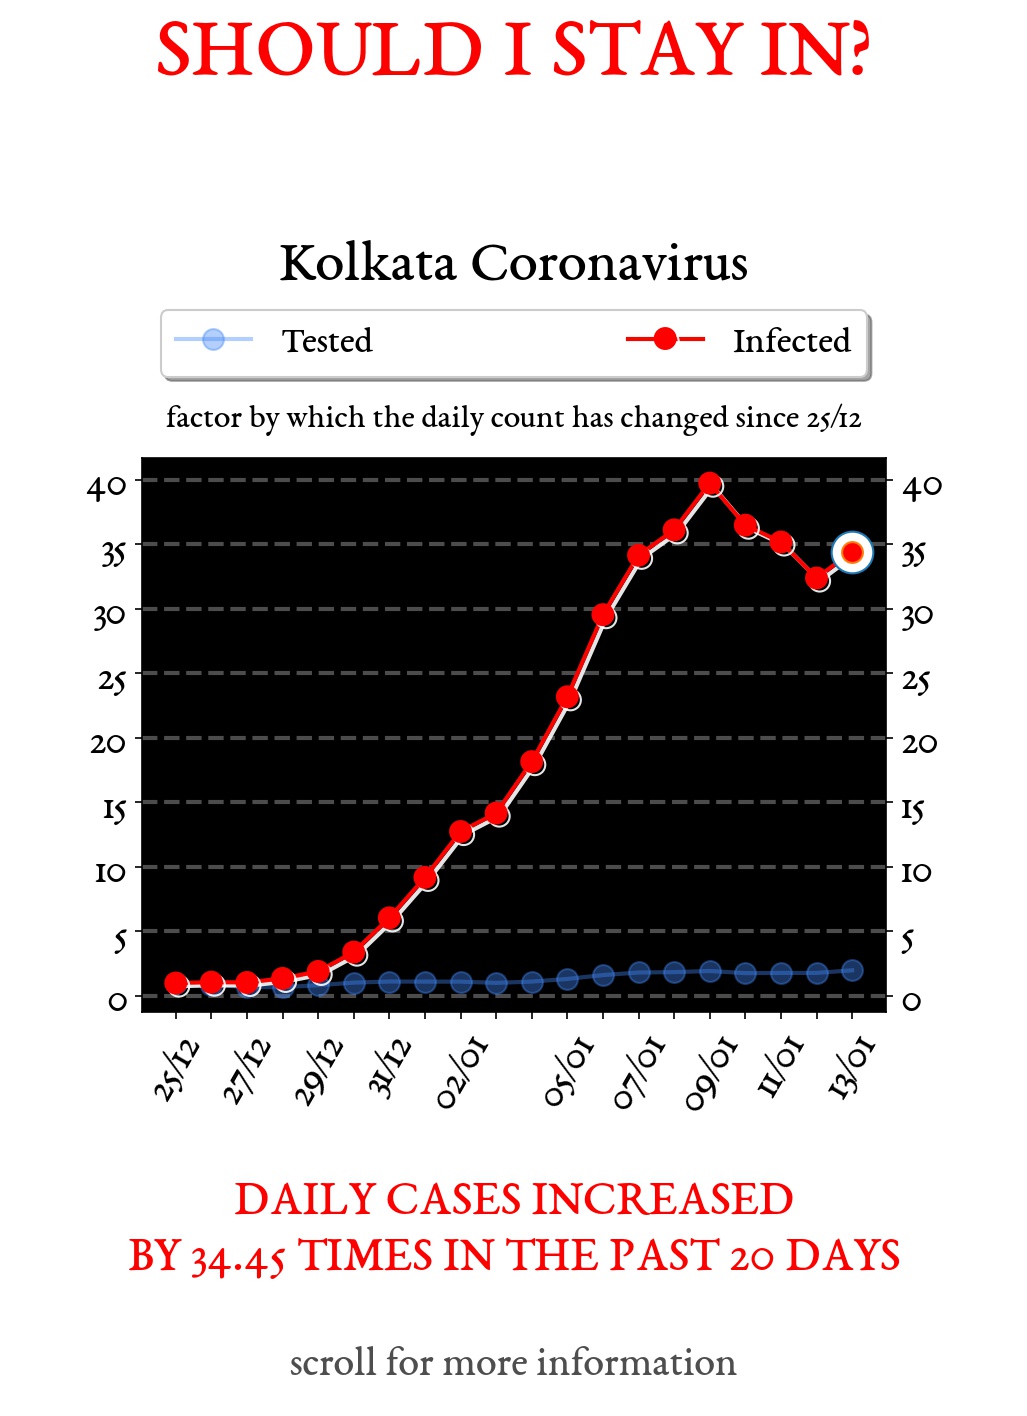 SHOULD I STAY IN?
Kolkata Coronavirus
Tested Infected
factor by which the daily count has changed since 25/12
40 40
35 35
30 30
25 25
20 20
15 15
10 10
5 5
0 0
25/12 27/12 29/12 31/12 02/01 05/01 07/01 09/01 11/01 13/01
DAILY CASES INCREASED
BY 34.45 TIMES IN THE PAST 20 DAYS
scroll for more information